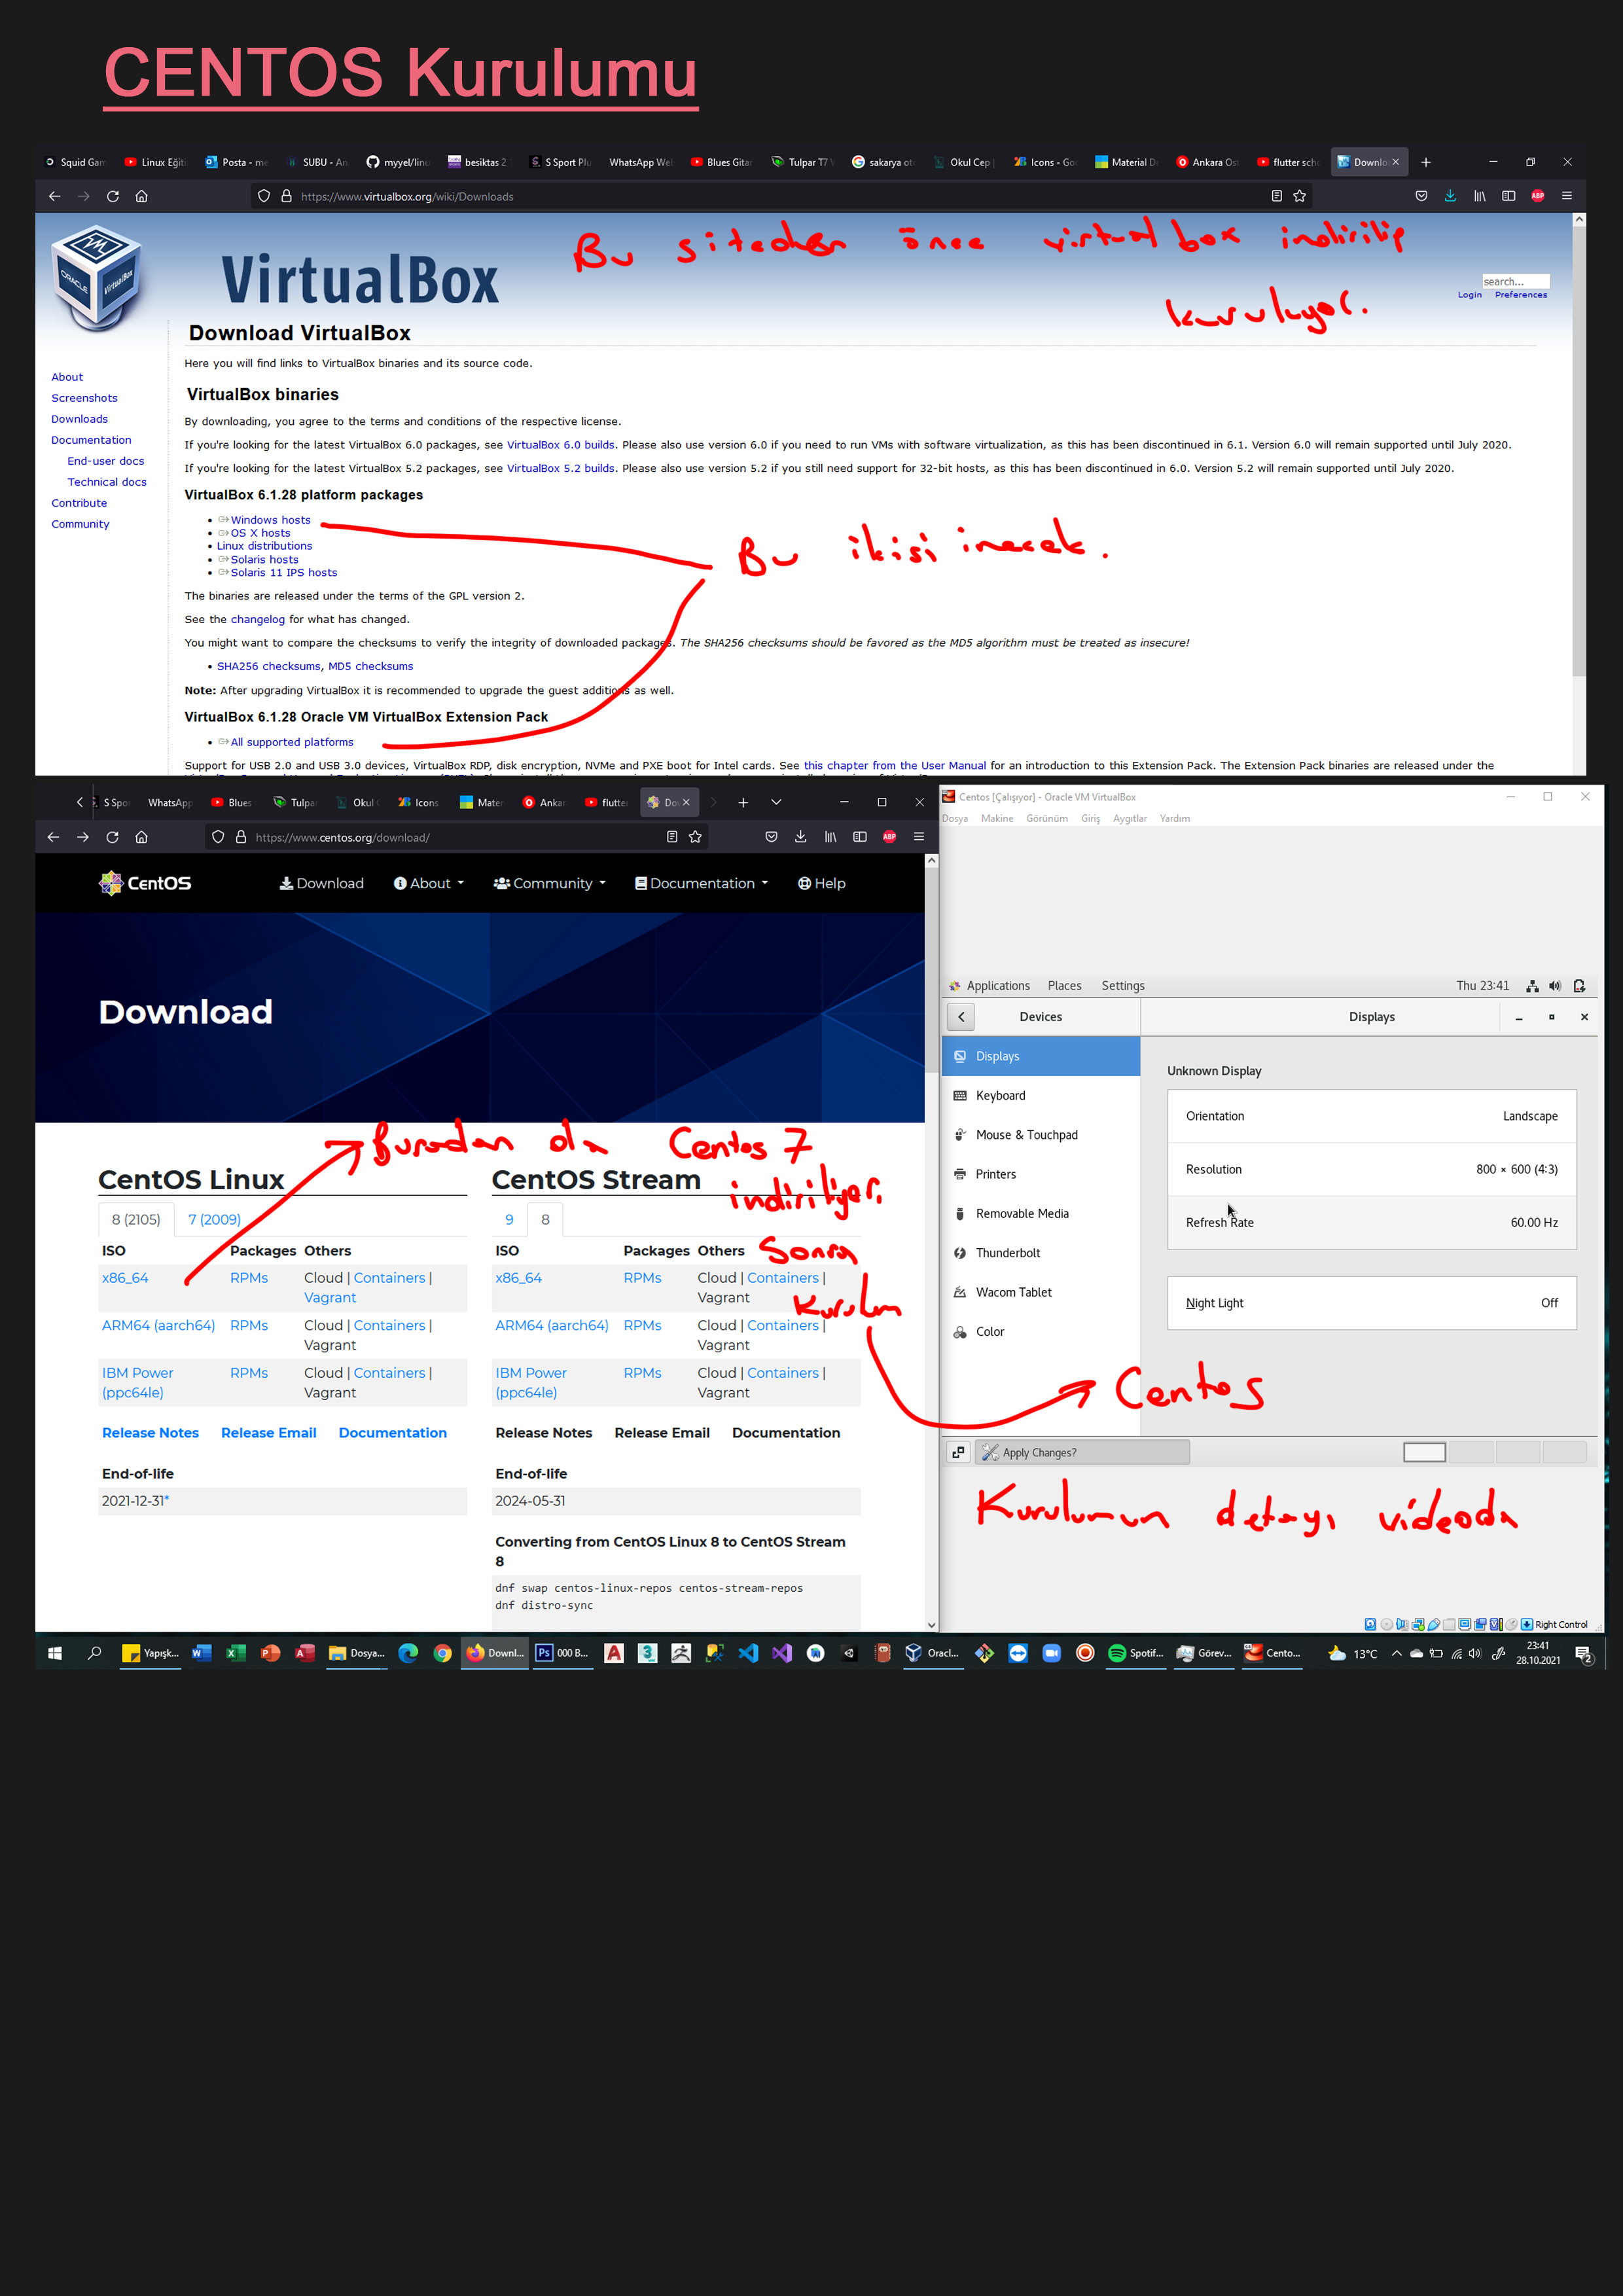 CENTOS Kurulumu
Squid Gam
Linux Eğiti
Posta - me
SUBU - An
myyel/linu
besiktas 2
S Sport Plu
WhatsApp We
Blues Gitar
Tulpar T7 V
sakarya oto
Okul Cep
Icons - Goo
Material De
Ankara Os
flutter sch
Downlo
https://www.virtualbox.org/wiki/Downloads
Bu siteden önce virtual box indirilip
kuruluyor.
VirtualBox
ORACLE
VirtualBox
search...
Login Preferences
Download VirtualBox
Here you will find links to VirtualBox binaries and its source code.
About
Screenshots
Downloads
Documentation
End-user docs
Technical docs
Contribute
Community
VirtualBox binaries
By downloading, you agree to the terms and conditions of the respective license.
If you're looking for the latest VirtualBox 6.0 packages, see VirtualBox 6.0 builds. Please also use version 6.0 if you need to run VMs with software virtualization, as this has been discontinued in 6.1. Version 6.0 will remain supported until July 2020.
If you're looking for the latest VirtualBox 5.2 packages, see VirtualBox 5.2 builds. Please also use version 5.2 if you still need support for 32-bit hosts, as this has been discontinued in 6.0. Version 5.2 will remain supported until July 2020.
VirtualBox 6.1.28 platform packages
Windows hosts
OS X hosts
Linux distributions
Solaris hosts
Solaris 11 IPS hosts
Bu ikisi inecek.
The binaries are released under the terms of the GPL version 2.
See the changelog for what has changed.
You might want to compare the checksums to verify the integrity of downloaded packages. The SHA256 checksums should be favored as the MD5 algorithm must be treated as insecure!
SHA256 checksums, MD5 checksums
Note: After upgrading VirtualBox it is recommended to upgrade the guest additions as well.
VirtualBox 6.1.28 Oracle VM VirtualBox Extension Pack
All supported platforms
Support for USB 2.0 and USB 3.0 devices, VirtualBox RDP, disk encryption, NVMe and PXE boot for Intel cards. See this chapter from the User Manual for an introduction to this Extension Pack. The Extension Pack binaries are released under the
S Spor
WhatsApp
Blues
Tulpa
Okul
Icons
Mater
Ankar
flutter
Do
https://www.centos.org/download/
CentOS
Download
About
Community
Documentation
Help
Download
Buradan da Centos 7
indiriliyor.
Sonra
kurulum
CentOS Linux
8 (2105) 7 (2009)
ISO Packages Others
x86_64 RPMs Cloud | Containers |
Vagrant
ARM64 (aarch64) RPMs Cloud | Containers |
Vagrant
IBM Power RPMs Cloud | Containers |
(ppc64le) Vagrant
Release Notes Release Email Documentation
End-of-life
2021-12-31*
CentOS Stream
9 8
ISO Packages Others
x86_64 RPMs Cloud | Containers |
Vagrant
ARM64 (aarch64) RPMs Cloud | Containers |
Vagrant
IBM Power RPMs Cloud | Containers |
(ppc64le) Vagrant
Release Notes Release Email Documentation
End-of-life
2024-05-31
Converting from CentOS Linux 8 to CentOS Stream
8
dnf swap centos-linux-repos centos-stream-repos
dnf distro-sync
Centos [Çalışıyor] - Oracle VM VirtualBox
Dosya Makine Görünüm Giriş Aygıtlar Yardım
Applications Places Settings Thu 23:41
Devices Displays
Displays
Keyboard
Mouse & Touchpad
Printers
Removable Media
Thunderbolt
Wacom Tablet
Color
Unknown Display
Orientation Landscape
Resolution 800 × 600 (4:3)
Refresh Rate 60.00 Hz
Night Light Off
Centos
Apply Changes?
Kurulumun detayı videoda
Right Control
Yapışk...
Dosya...
Downl...
000 B...
Oracl...
Spotif...
Görev...
Cento...
13°C
23:41
28.10.2021
2